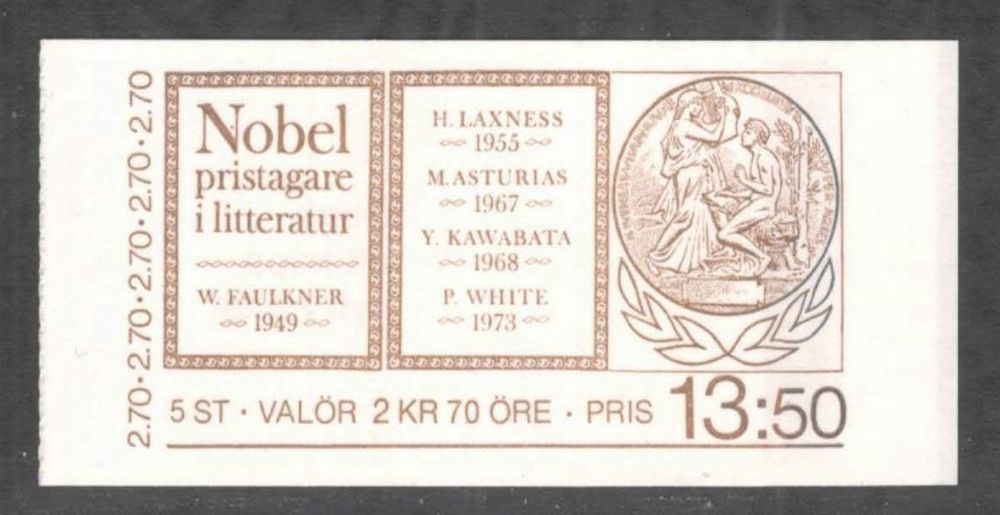 2.70·2.70·2.70·2.70·2.70
Nobel
pristagare
i litteratur
W. FAULKNER
1949
H. LAXNESS
1955
M. ASTURIAS
1967
Y. KAWABATA
1968
P. WHITE
1973
5 ST · VALÖR 2 KR 70 ÖRE · PRIS 13:50